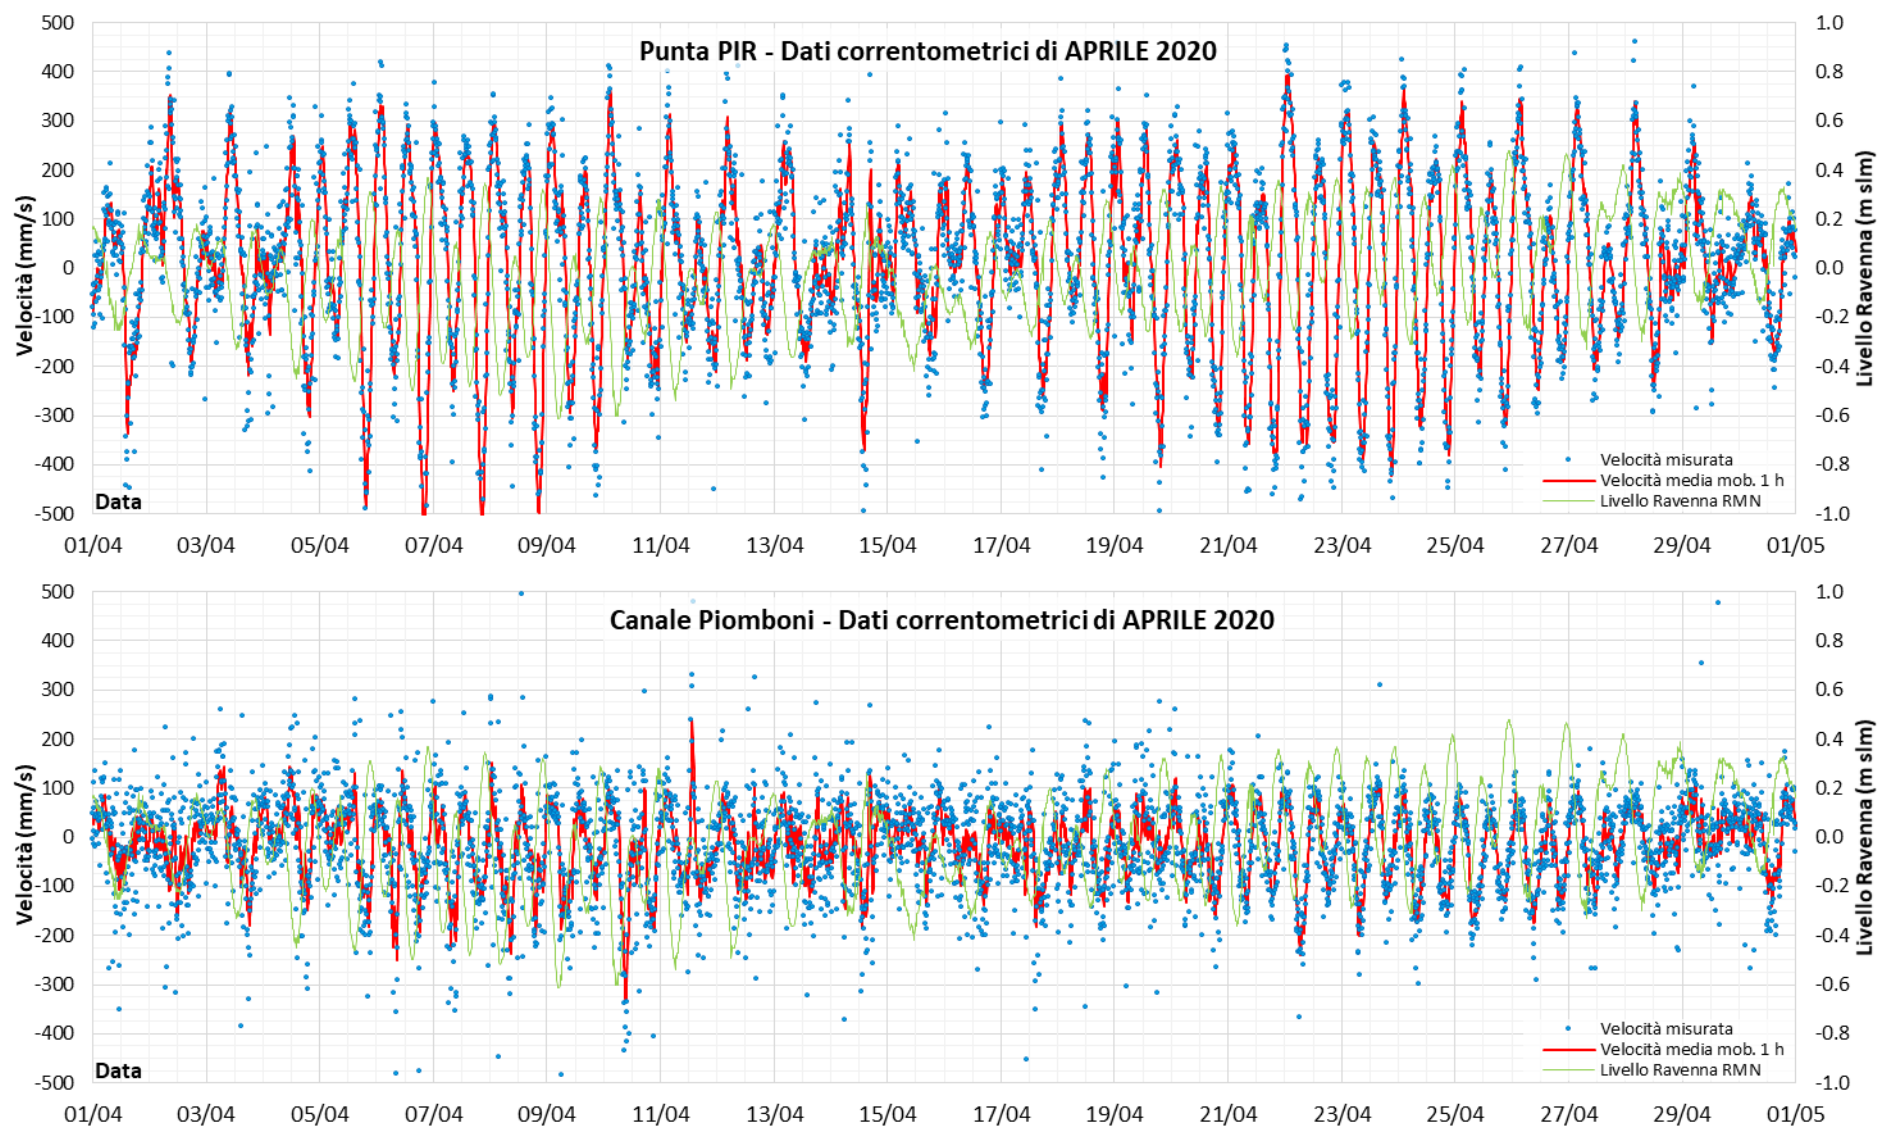 Punta PIR - Dati correntometrici di APRILE 2020
Velocità (mm/s)
500
400
300
200
100
0
-100
-200
-300
-400
-500
Livello Ravenna (m slm)
1.0
0.8
0.6
0.4
0.2
0.0
-0.2
-0.4
-0.6
-0.8
-1.0
Velocità misurata
Velocità media mob. 1 h
Livello Ravenna RMN
Data
01/04 03/04 05/04 07/04 09/04 11/04 13/04 15/04 17/04 19/04 21/04 23/04 25/04 27/04 29/04 01/05
Canale Piomboni - Dati correntometrici di APRILE 2020
Velocità (mm/s)
500
400
300
200
100
0
-100
-200
-300
-400
-500
Livello Ravenna (m slm)
1.0
0.8
0.6
0.4
0.2
0.0
-0.2
-0.4
-0.6
-0.8
-1.0
Velocità misurata
Velocità media mob. 1 h
Livello Ravenna RMN
Data
01/04 03/04 05/04 07/04 09/04 11/04 13/04 15/04 17/04 19/04 21/04 23/04 25/04 27/04 29/04 01/05